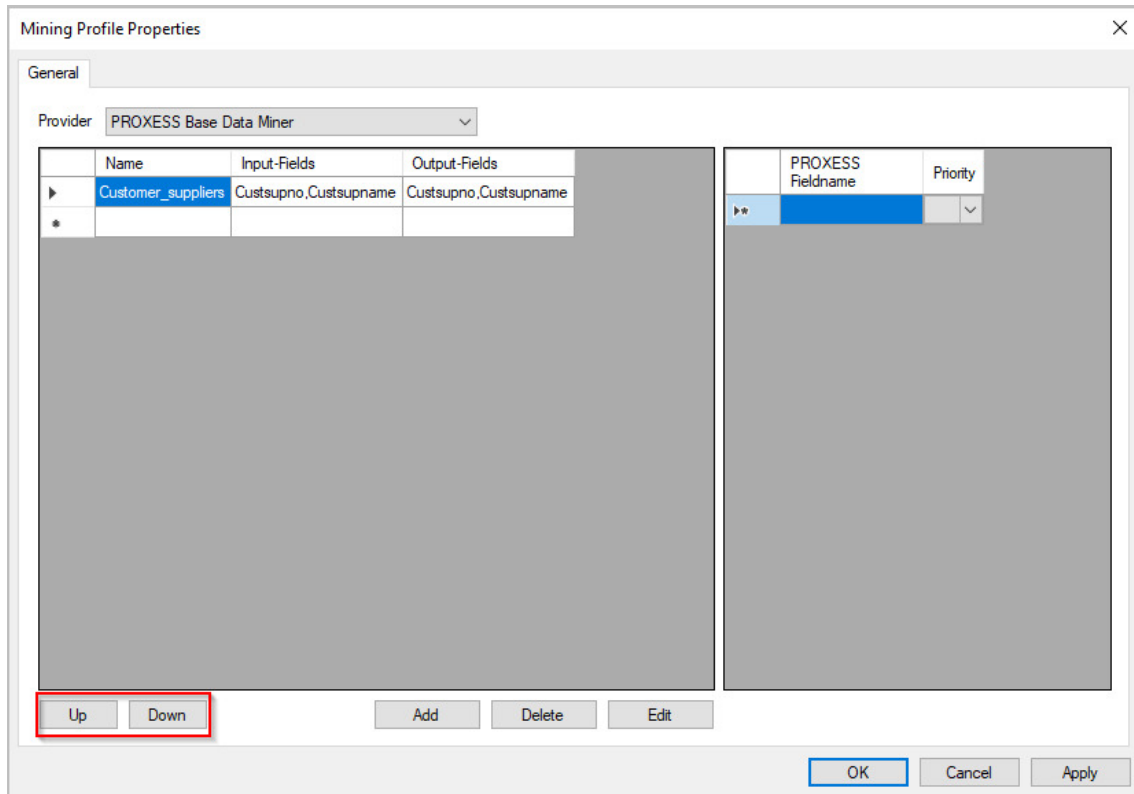 Mining Profile Properties
General
Provider PROXESS Base Data Miner
Name Input-Fields Output-Fields
Customer_suppliers Custsupno,Custsupname Custsupno,Custsupname
PROXESS
Fieldname Priority
Up Down Add Delete Edit
OK Cancel Apply